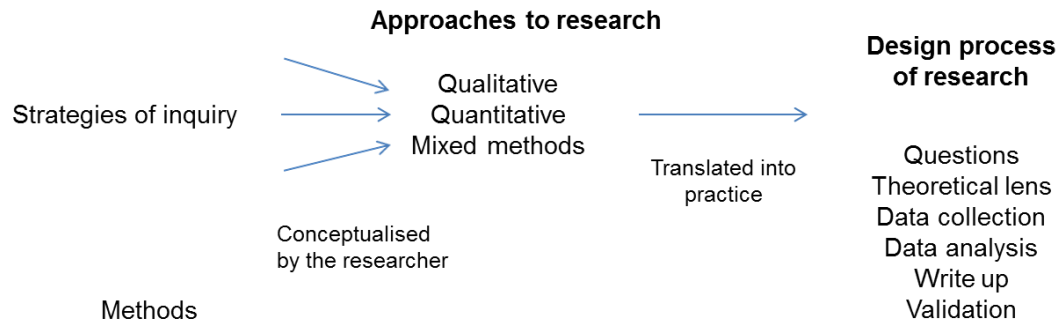 Approaches to research
Design process
of research
Strategies of inquiry
Qualitative
Quantitative
Mixed methods
Conceptualised
by the researcher
Translated into
practice
Questions
Theoretical lens
Data collection
Data analysis
Write up
Validation
Methods